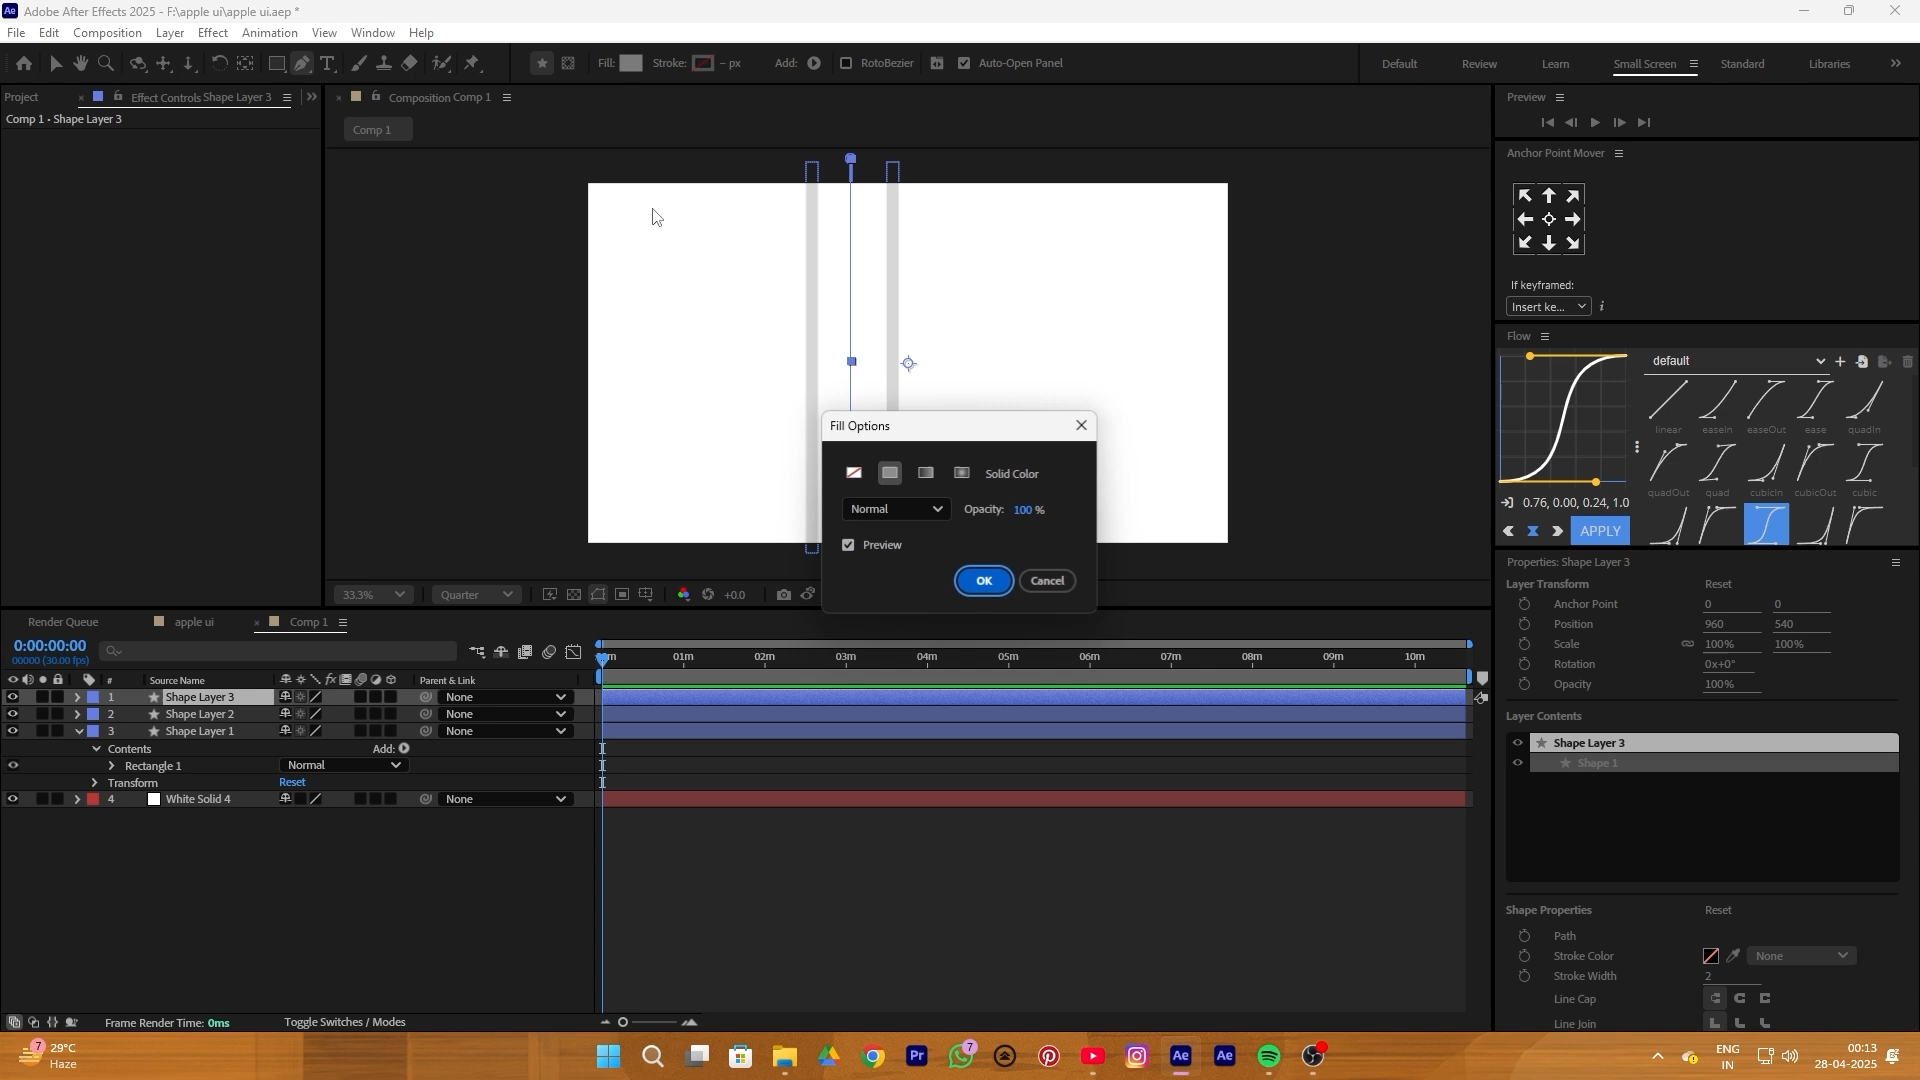 Ae Adobe After Effects 2025 - F:\apple ui\apple ui.aep *
File Edit Composition Layer Effect Animation View Window Help
Fill: Stroke: - px Add: RotoBezier Auto-Open Panel Default Review Learn Small Screen Standard Libraries
Project Effect Controls Shape Layer 3 Composition Comp 1 Preview
Comp 1 • Shape Layer 3
Comp 1
Anchor Point Mover
If keyframed:
Insert ke... i
Flow
default
linear easeIn easeOut ease quadIn
quadOut quad cubicIn cubicOut cubic
0.76, 0.00, 0.24, 1.0
APPLY
Fill Options
Solid Color
Normal Opacity: 100 %
Preview
OK Cancel
33.3% Quarter +0.0
Properties: Shape Layer 3
Layer Transform Reset
Anchor Point 0 0
Position 960 540
Scale 100% 100%
Rotation 0x+0°
Opacity 100%
Layer Contents
Shape Layer 3
Shape 1
Shape Properties Reset
Path
Stroke Color None
Stroke Width 2
Line Cap
Line Join
Render Queue apple ui Comp 1
0:00:00:00
00000 (30.00 fps)
01m 02m 03m 04m 05m 06m 07m 08m 09m 10m
# Source Name fx Parent & Link
1 Shape Layer 3 None
2 Shape Layer 2 None
3 Shape Layer 1 None
Contents Add:
Rectangle 1 Normal
Transform Reset
4 White Solid 4 None
Frame Render Time: 0ms Toggle Switches / Modes
7 29°C
Haze
Pr 7 Ae Ae
ENG
IN
00:13
28-04-2025